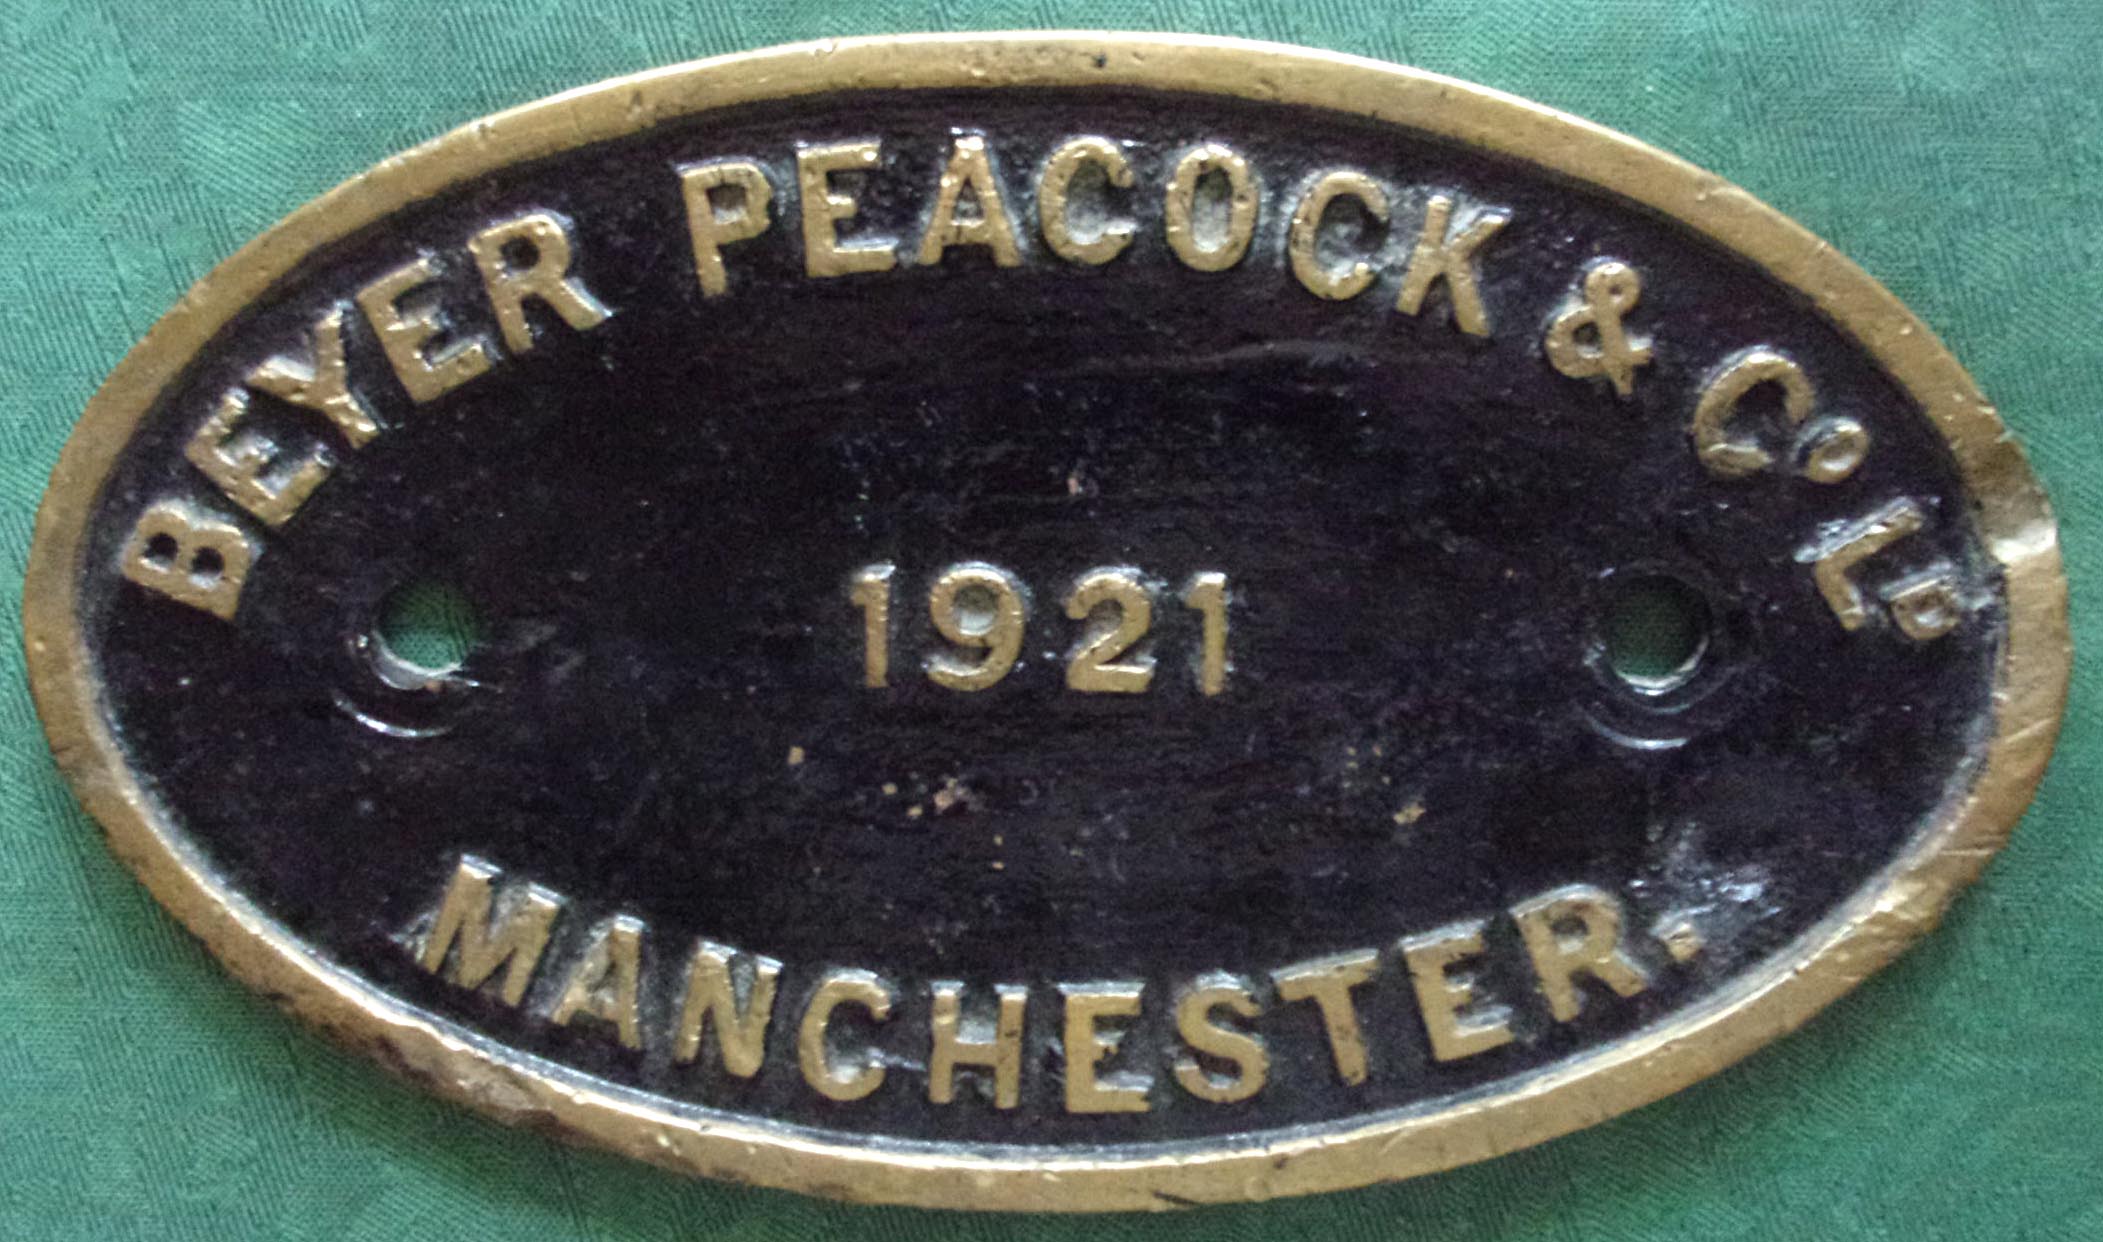 BEYER PEACOCK & Cº Lᴰ
1921
MANCHESTER.